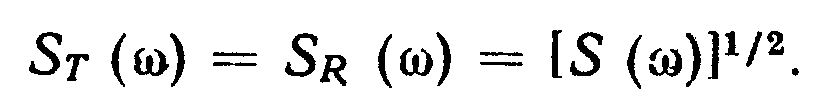 S_T (ω) = S_R (ω) = [S (ω)]^{1/2}.